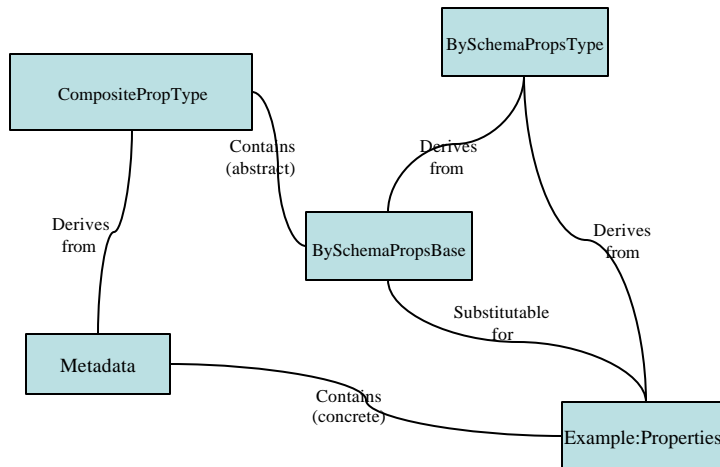 BySchemaPropsType
CompositePropType
Contains
(abstract)
Derives
from
Derives
from
Derives
from
BySchemaPropsBase
Substitutable
for
Metadata
Contains
(concrete)
Example:Properties